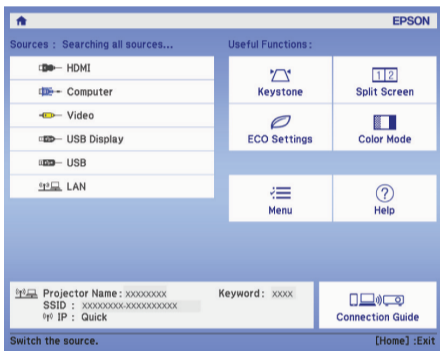 EPSON
Sources : Searching all sources...
HDMI
Computer
Video
USB Display
USB
LAN
Useful Functions:
Keystone
1 2
Split Screen
ECO Settings
Color Mode
Menu
?
Help
Projector Name : xxxxxxxx
SSID : xxxxxxxx-xxxxxxxxxx
IP : Quick
Keyword : xxxx
Connection Guide
Switch the source.
[Home] :Exit